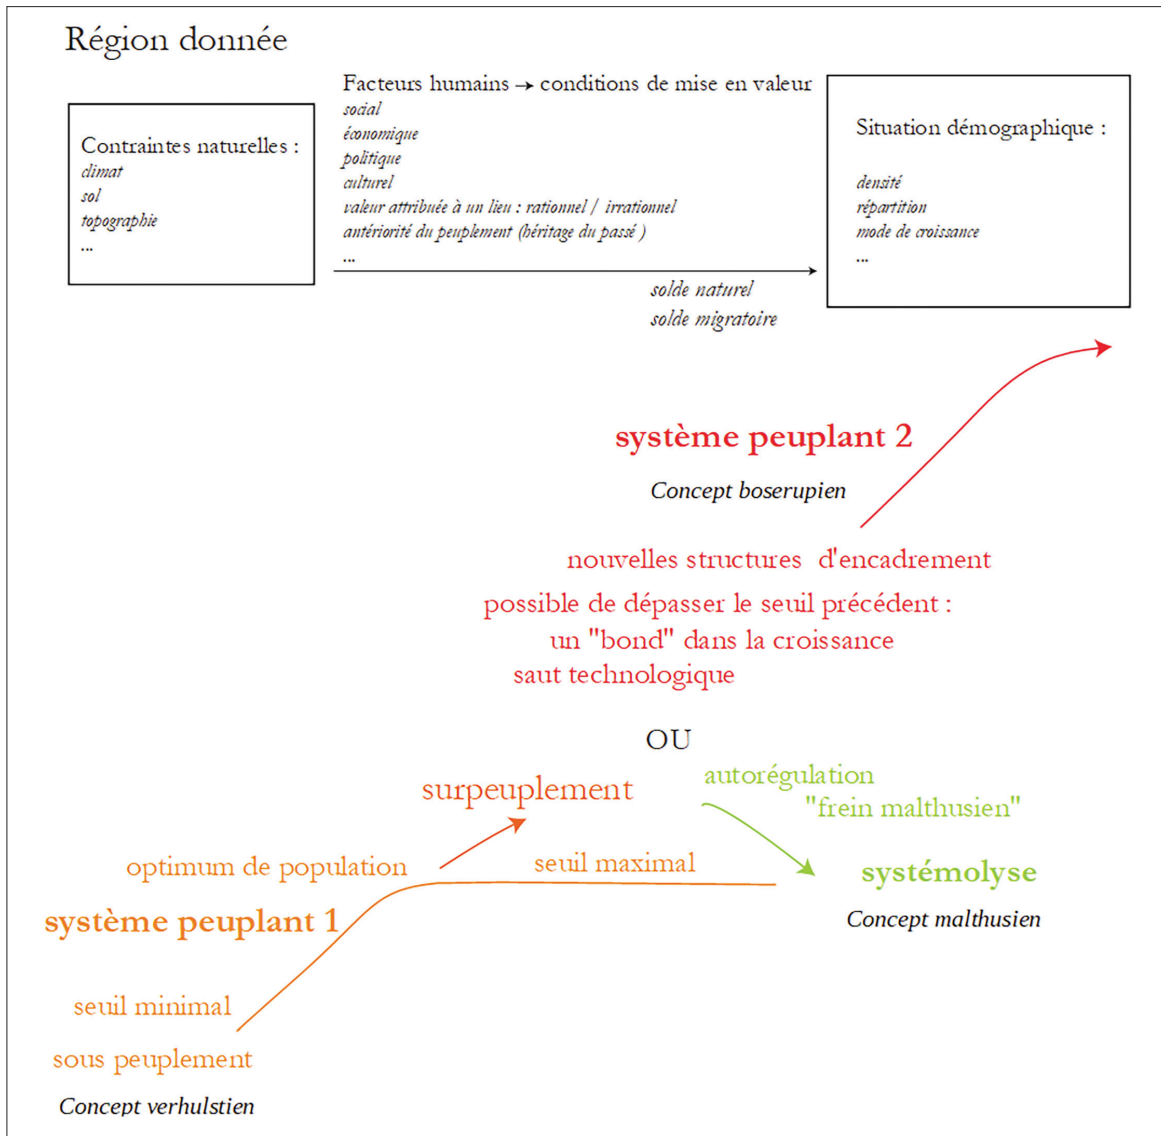 Région donnée
Contraintes naturelles :
climat
sol
topographie
...
Facteurs humains → conditions de mise en valeur
social
économique
politique
culturel
valeur attribuée à un lieu : rationnel / irrationnel
antériorité du peuplement (héritage du passé )
...
solde naturel
solde migratoire
Situation démographique :
densité
répartition
mode de croissance
...
système peuplant 2
Concept boserupien
nouvelles structures d'encadrement
possible de dépasser le seuil précédent :
un "bond" dans la croissance
saut technologique
OU
surpeuplement
autorégulation
"frein malthusien"
optimum de population
seuil maximal
systémolyse
Concept malthusien
système peuplant 1
seuil minimal
sous peuplement
Concept verhulstien